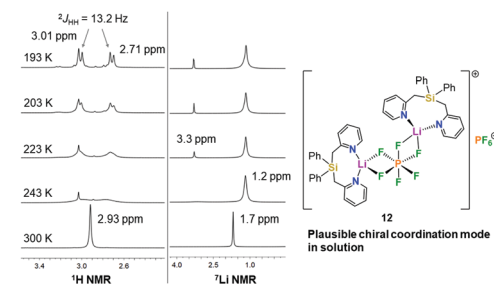 ²J_HH = 13.2 Hz
3.01 ppm
2.71 ppm
193 K
203 K
223 K
3.3 ppm
243 K
1.2 ppm
300 K
2.93 ppm
1.7 ppm
3.4 3.0 2.6
4.0 2.5 1.0
¹H NMR
⁷Li NMR
Ph Ph
Si
N N
Li
Ph
Ph Si
N
N
Li
F F
F F
P
F F
⊕
PF₆⊖
12
Plausible chiral coordination mode
in solution